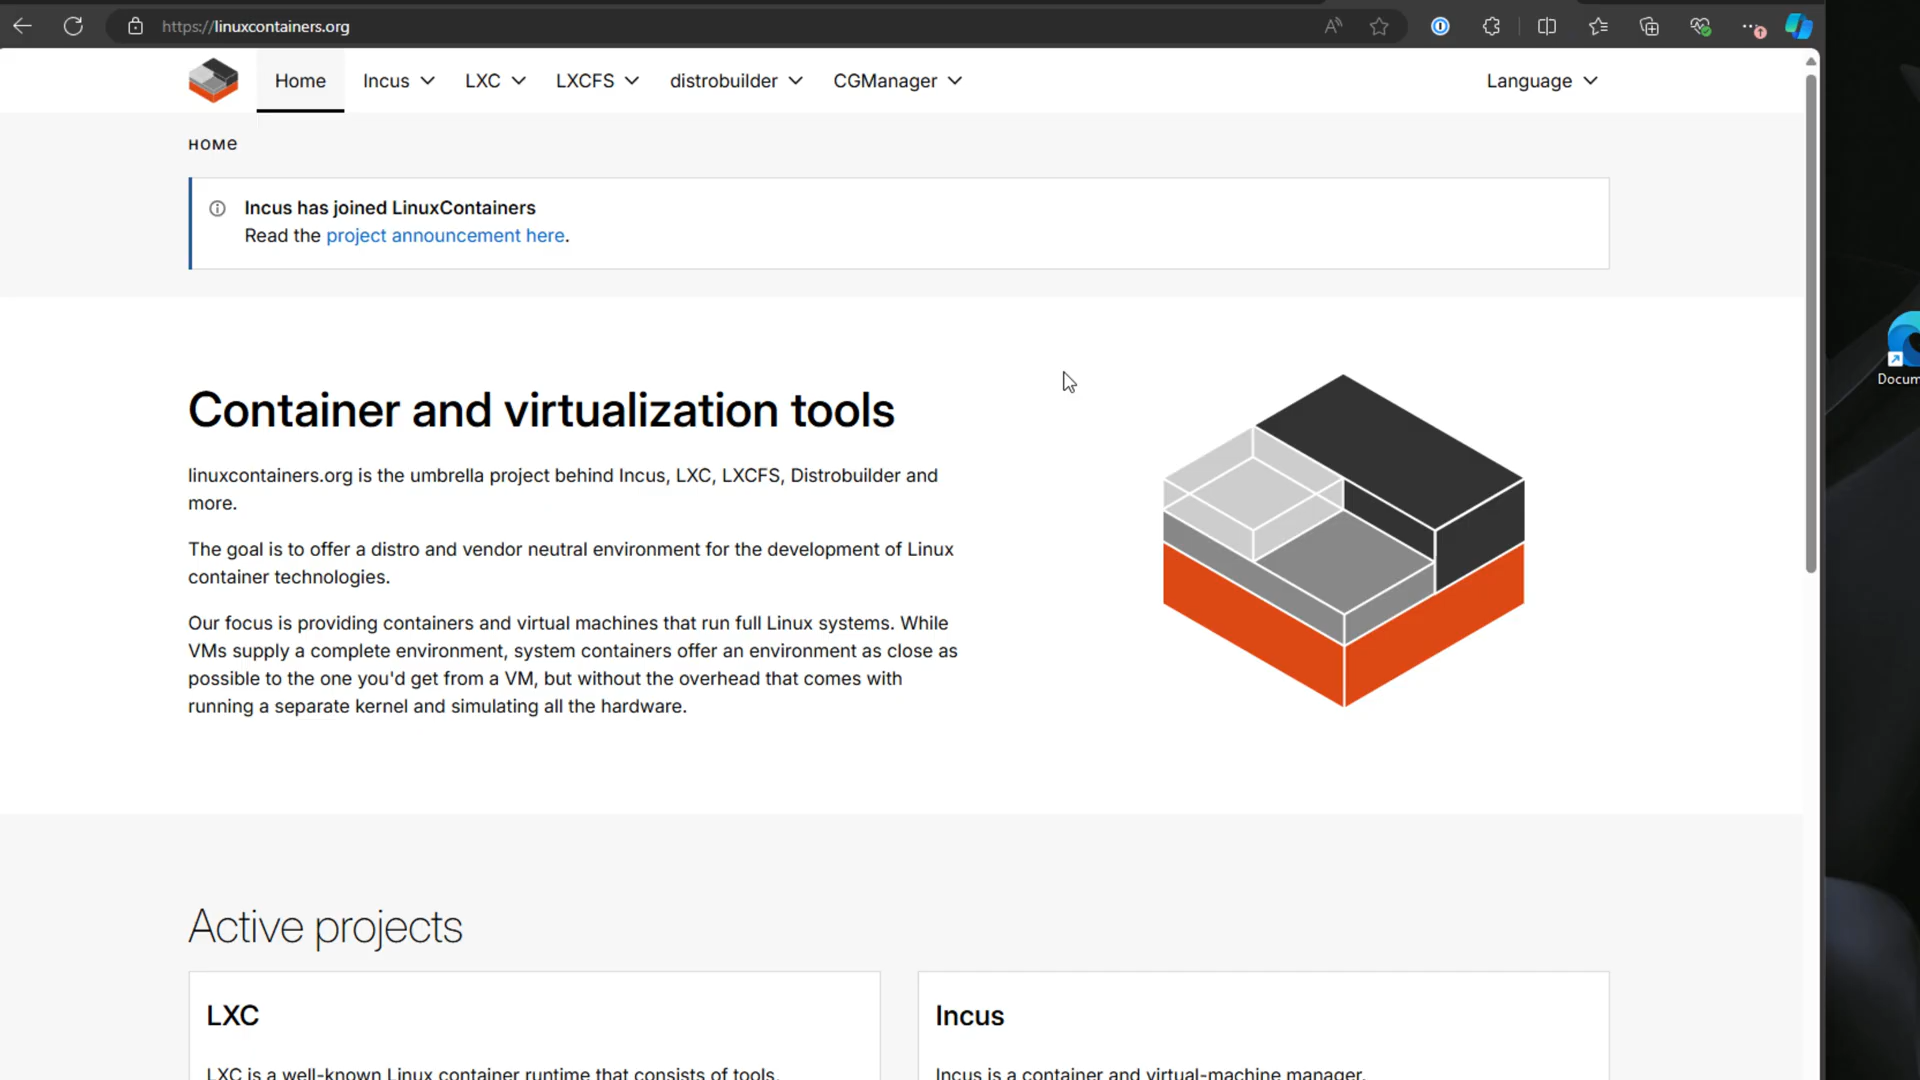 https://linuxcontainers.org
Home
Incus
LXC
LXCFS
distrobuilder
CGManager
Language
HOME
Incus has joined LinuxContainers
Read the project announcement here.
Container and virtualization tools
linuxcontainers.org is the umbrella project behind Incus, LXC, LXCFS, Distrobuilder and
more.
The goal is to offer a distro and vendor neutral environment for the development of Linux
container technologies.
Our focus is providing containers and virtual machines that run full Linux systems. While
VMs supply a complete environment, system containers offer an environment as close as
possible to the one you'd get from a VM, but without the overhead that comes with
running a separate kernel and simulating all the hardware.
Docum
Active projects
LXC
LXC is a well-known Linux container runtime that consists of tools,
Incus
Incus is a container and virtual-machine manager.